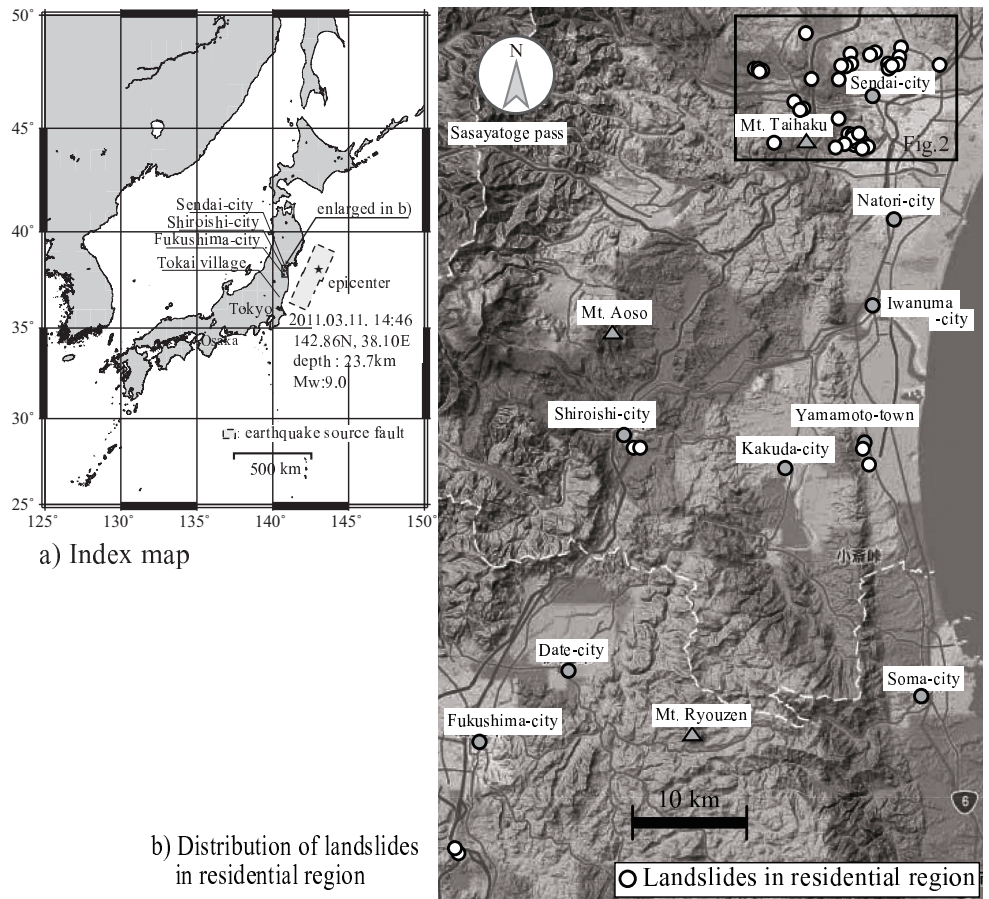 50°
45°
40°
35°
30°
25°
125°
130°
135°
140°
145°
150°
Sendai-city
Shiroishi-city
Fukushima-city
Tokai village
enlarged in b)
epicenter
Tokyo
Osaka
2011.03.11, 14:46
142.86N, 38.10E
depth : 23.7km
Mw:9.0
: earthquake source fault
500 km
a) Index map
N
Sasayatoge pass
Sendai-city
Mt. Taihaku
Fig.2
Natori-city
Iwanuma
-city
Mt. Aoso
Shiroishi-city
Yamamoto-town
Kakuda-city
小斎峠
Date-city
Soma-city
Fukushima-city
Mt. Ryouzen
10 km
6
b) Distribution of landslides
in residential region
Landslides in residential region